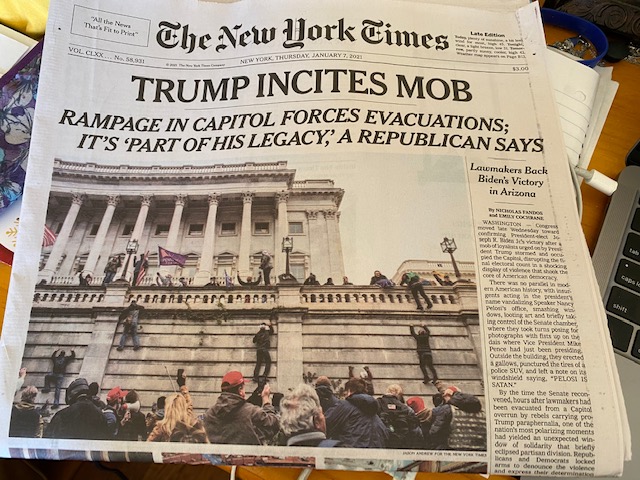 "All the News
That's Fit to Print"
The New York Times
Late Edition
VOL. CLXX . . . No. 58,931
© 2021 The New York Times Company
NEW YORK, THURSDAY, JANUARY 7, 2021
$3.00
TRUMP INCITES MOB
RAMPAGE IN CAPITOL FORCES EVACUATIONS;
IT'S 'PART OF HIS LEGACY,' A REPUBLICAN SAYS
Lawmakers Back
Biden's Victory
in Arizona
By NICHOLAS FANDOS
and EMILY COCHRANE
WASHINGTON — Congress
moved late Wednesday toward
confirming President-elect Jo-
seph R. Biden Jr.'s victory after a
mob of loyalists urged on by Presi-
dent Trump stormed and occu-
pied the Capitol, disrupting the fi-
nal electoral count in a shocking
display of violence that shook the
core of American democracy.
There was no parallel in mod-
ern American history, with insur-
gents acting in the president's
name vandalizing Speaker Nancy
Pelosi's office, smashing win-
dows, looting art and briefly tak-
ing control of the Senate chamber,
where they took turns posing for
photographs with fists up on the
dais where Vice President Mike
Pence had just been presiding.
Outside the building, they erected
a gallows, punctured the tires of a
police SUV, and left a note on its
windshield saying, "PELOSI IS
SATAN."
By the time the Senate recon-
vened, hours after lawmakers had
been evacuated from a Capitol
overrun by rebels carrying pro-
Trump paraphernalia, one of the
nation's most polarizing moments
had yielded an unexpected win-
dow of solidarity that briefly
eclipsed partisan division. Repub-
licans and Democrats locked
arms to denounce the violence
and express their determination
JASON ANDREW FOR THE NEW YORK TIMES
shift